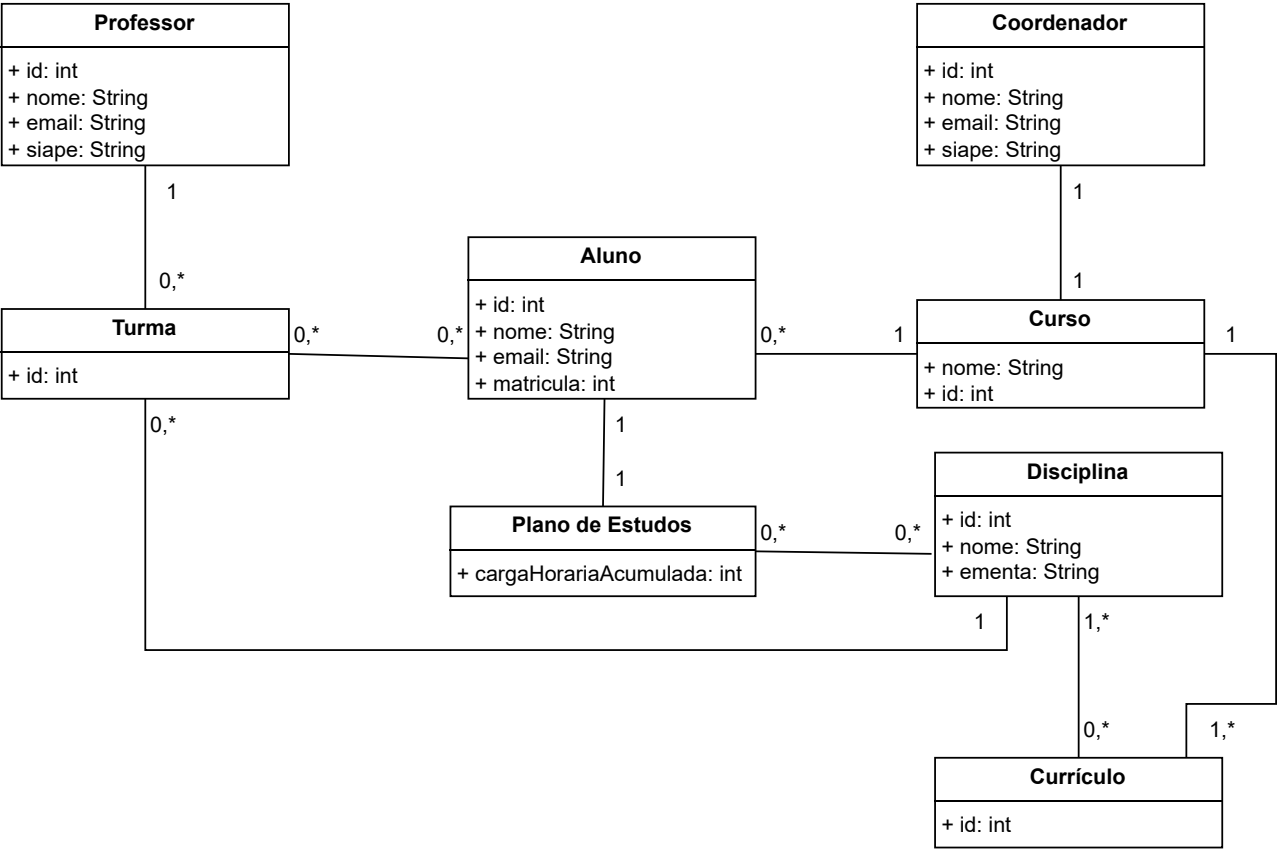 Professor
+ id: int
+ nome: String
+ email: String
+ siape: String
Coordenador
+ id: int
+ nome: String
+ email: String
+ siape: String
1
1
0,*
1
Aluno
+ id: int
+ nome: String
+ email: String
+ matricula: int
Turma
+ id: int
Curso
+ nome: String
+ id: int
0,*
0,*
0,*
1
1
0,*
1
1
Plano de Estudos
+ cargaHorariaAcumulada: int
0,*
0,*
Disciplina
+ id: int
+ nome: String
+ ementa: String
1
1,*
0,*
1,*
Currículo
+ id: int